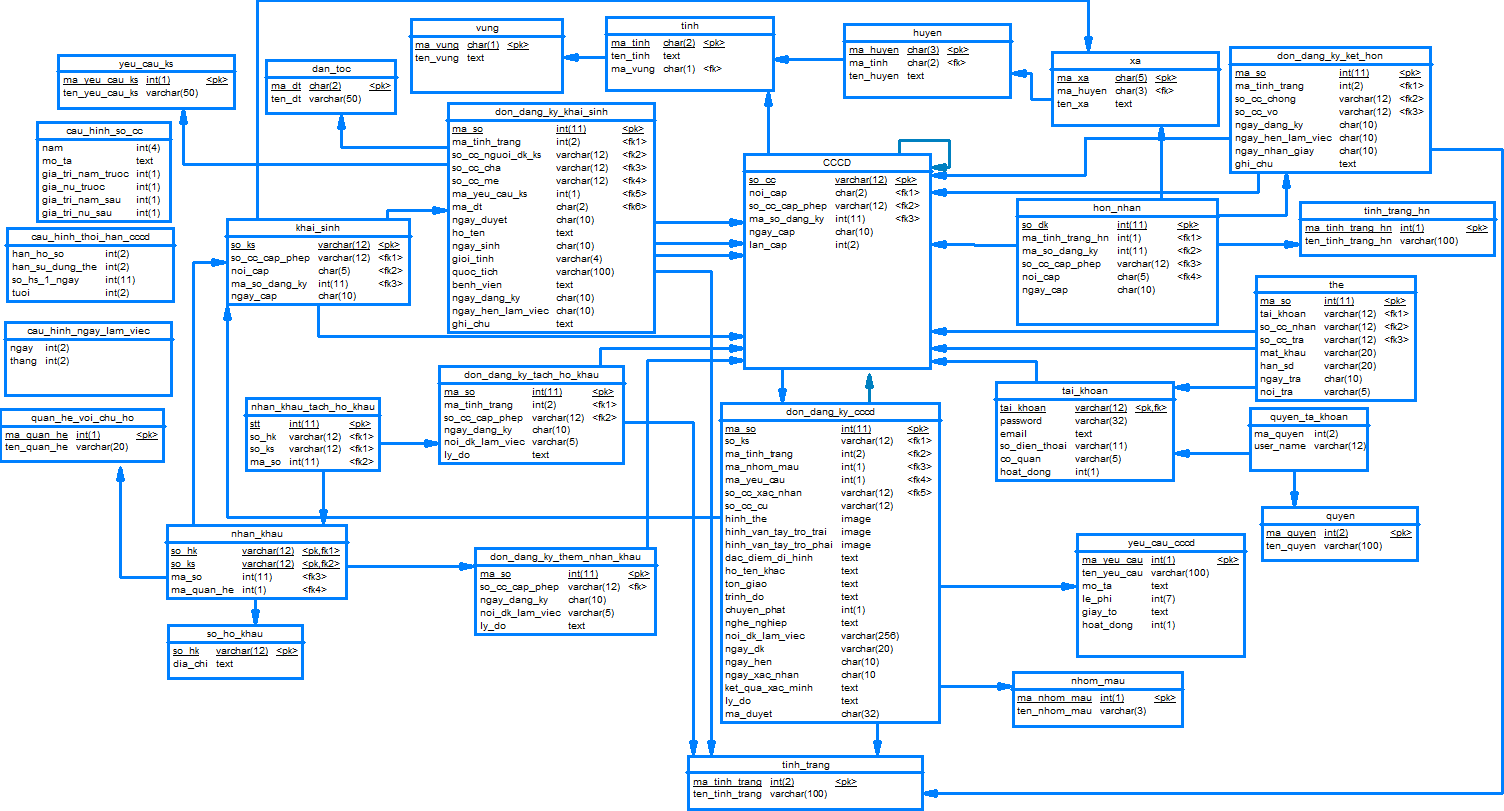 vung
ma_vung char(1) <pk>
ten_vung text
tinh
ma_tinh char(2) <pk>
ten_tinh text
ma_vung char(1) <fk>
huyen
ma_huyen char(3) <pk>
ma_tinh char(2) <fk>
ten_huyen text
xa
ma_xa char(5) <pk>
ma_huyen char(3) <fk>
ten_xa text
don_dang_ky_ket_hon
ma_so int(11) <pk>
ma_tinh_trang int(2) <fk1>
so_cc_chong varchar(12) <fk2>
so_cc_vo varchar(12) <fk3>
ngay_dang_ky char(10)
ngay_hen_lam_viec char(10)
ngay_nhan_giay char(10)
ghi_chu text
yeu_cau_ks
ma_yeu_cau_ks int(1) <pk>
ten_yeu_cau_ks varchar(50)
dan_toc
ma_dt char(2) <pk>
ten_dt varchar(50)
don_dang_ky_khai_sinh
ma_so int(11) <pk>
ma_tinh_trang int(2) <fk1>
so_cc_nguoi_dk_ks varchar(12) <fk2>
so_cc_cha varchar(12) <fk3>
so_cc_me varchar(12) <fk4>
ma_yeu_cau_ks int(1) <fk5>
ma_dt char(2) <fk6>
ngay_duyet char(10)
ho_ten text
ngay_sinh char(10)
gioi_tinh varchar(4)
quoc_tich varchar(100)
benh_vien text
ngay_dang_ky char(10)
ngay_hen_lam_viec char(10)
ghi_chu text
cau_hinh_so_cc
nam int(4)
mo_ta text
gia_tri_nam_truoc int(1)
gia_nu_truoc int(1)
gia_tri_nam_sau int(1)
gia_tri_nu_sau int(1)
CCCD
so_cc varchar(12) <pk>
noi_cap char(2) <fk1>
so_cc_cap_phep varchar(12) <fk2>
ma_so_dang_ky int(11) <fk3>
ngay_cap char(10)
lan_cap int(2)
hon_nhan
so_dk int(11) <pk>
ma_tinh_trang_hn int(1) <fk1>
ma_so_dang_ky int(11) <fk2>
so_cc_cap_phep varchar(12) <fk3>
noi_cap char(5) <fk4>
ngay_cap char(10)
tinh_trang_hn
ma_tinh_trang_hn int(1) <pk>
ten_tinh_trang_hn varchar(100)
cau_hinh_thoi_han_cccd
han_ho_so int(2)
han_su_dung_the int(2)
so_hs_1_ngay int(11)
tuoi int(2)
khai_sinh
so_ks varchar(12) <pk>
so_cc_cap_phep varchar(12) <fk1>
noi_cap char(5) <fk2>
ma_so_dang_ky int(11) <fk3>
ngay_cap char(10)
the
ma_so int(11) <pk>
tai_khoan varchar(12) <fk1>
so_cc_nhan varchar(12) <fk2>
so_cc_tra varchar(12) <fk3>
mat_khau varchar(20)
han_sd varchar(20)
ngay_tra char(10)
noi_tra varchar(5)
cau_hinh_ngay_lam_viec
ngay int(2)
thang int(2)
don_dang_ky_tach_ho_khau
ma_so int(11) <pk>
ma_tinh_trang int(2) <fk1>
so_cc_cap_phep varchar(12) <fk2>
ngay_dang_ky char(10)
noi_dk_lam_viec varchar(5)
ly_do text
tai_khoan
tai_khoan varchar(12) <pk,fk>
password varchar(32)
email text
so_dien_thoai varchar(11)
co_quan varchar(5)
hoat_dong int(1)
quan_he_voi_chu_ho
ma_quan_he int(1) <pk>
ten_quan_he varchar(20)
nhan_khau_tach_ho_khau
stt int(11) <pk>
so_hk varchar(12) <fk1>
so_ks varchar(12) <fk1>
ma_so int(11) <fk2>
don_dang_ky_cccd
ma_so int(11) <pk>
so_ks varchar(12) <fk1>
ma_tinh_trang int(2) <fk2>
ma_nhom_mau int(1) <fk3>
ma_yeu_cau int(1) <fk4>
so_cc_xac_nhan varchar(12) <fk5>
so_cc_cu varchar(12)
hinh_the image
hinh_van_tay_tro_trai image
hinh_van_tay_tro_phai image
dac_diem_di_hinh text
ho_ten_khac text
ton_giao text
trinh_do text
chuyen_phat int(1)
nghe_nghiep text
noi_dk_lam_viec varchar(256)
ngay_dk varchar(20)
ngay_hen char(10)
ngay_xac_nhan char(10
ket_qua_xac_minh text
ly_do text
ma_duyet char(32)
quyen_ta_khoan
ma_quyen int(2)
user_name varchar(12)
quyen
ma_quyen int(2) <pk>
ten_quyen varchar(100)
nhan_khau
so_hk varchar(12) <pk,fk1>
so_ks varchar(12) <pk,fk2>
ma_so int(11) <fk3>
ma_quan_he int(1) <fk4>
don_dang_ky_them_nhan_khau
ma_so int(11) <pk>
so_cc_cap_phep varchar(12) <fk>
ngay_dang_ky char(10)
noi_dk_lam_viec varchar(5)
ly_do text
yeu_cau_cccd
ma_yeu_cau int(1) <pk>
ten_yeu_cau varchar(100)
mo_ta text
le_phi int(7)
giay_to text
hoat_dong int(1)
so_ho_khau
so_hk varchar(12) <pk>
dia_chi text
nhom_mau
ma_nhom_mau int(1) <pk>
ten_nhom_mau varchar(3)
tinh_trang
ma_tinh_trang int(2) <pk>
ten_tinh_trang varchar(100)